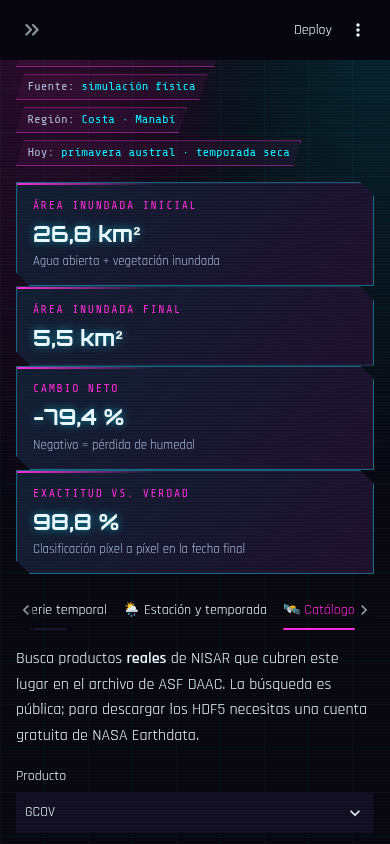 Deploy
Fuente: simulación física
Región: Costa · Manabí
Hoy: primavera austral · temporada seca
ÁREA INUNDADA INICIAL
26,8 km²
Agua abierta + vegetación inundada
ÁREA INUNDADA FINAL
5,5 km²
CAMBIO NETO
-79,4 %
Negativo = pérdida de humedal
EXACTITUD VS. VERDAD
98,8 %
Clasificación píxel a píxel en la fecha final
erie temporal Estación y temporada Catálogo
Busca productos reales de NISAR que cubren este
lugar en el archivo de ASF DAAC. La búsqueda es
pública; para descargar los HDF5 necesitas una cuenta
gratuita de NASA Earthdata.
Producto
GCOV